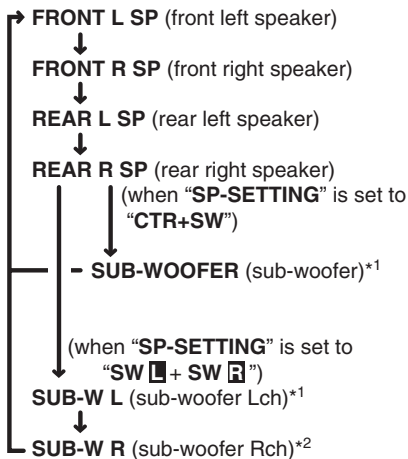 FRONT L SP (front left speaker)
FRONT R SP (front right speaker)
REAR L SP (rear left speaker)
REAR R SP (rear right speaker)
(when “SP-SETTING” is set to
“CTR+SW”)
SUB-WOOFER (sub-woofer)*1
(when “SP-SETTING” is set to
“SW L + SW R ”)
SUB-W L (sub-woofer Lch)*1
SUB-W R (sub-woofer Rch)*2